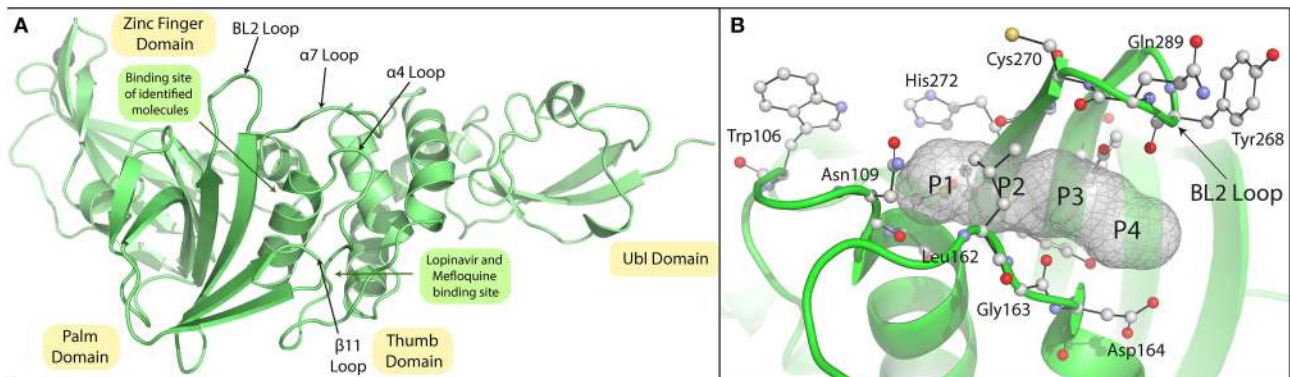 A
Zinc Finger
Domain
BL2 Loop
α7 Loop
α4 Loop
Binding site
of identified
molecules
Ubl Domain
Lopinavir and
Mefloquine
binding site
Palm
Domain
β11
Loop
Thumb
Domain
B
Cys270
Gln289
His272
Trp106
Tyr268
Asn109
P1
P2
P3
P4
BL2 Loop
Leu162
Gly163
Asp164